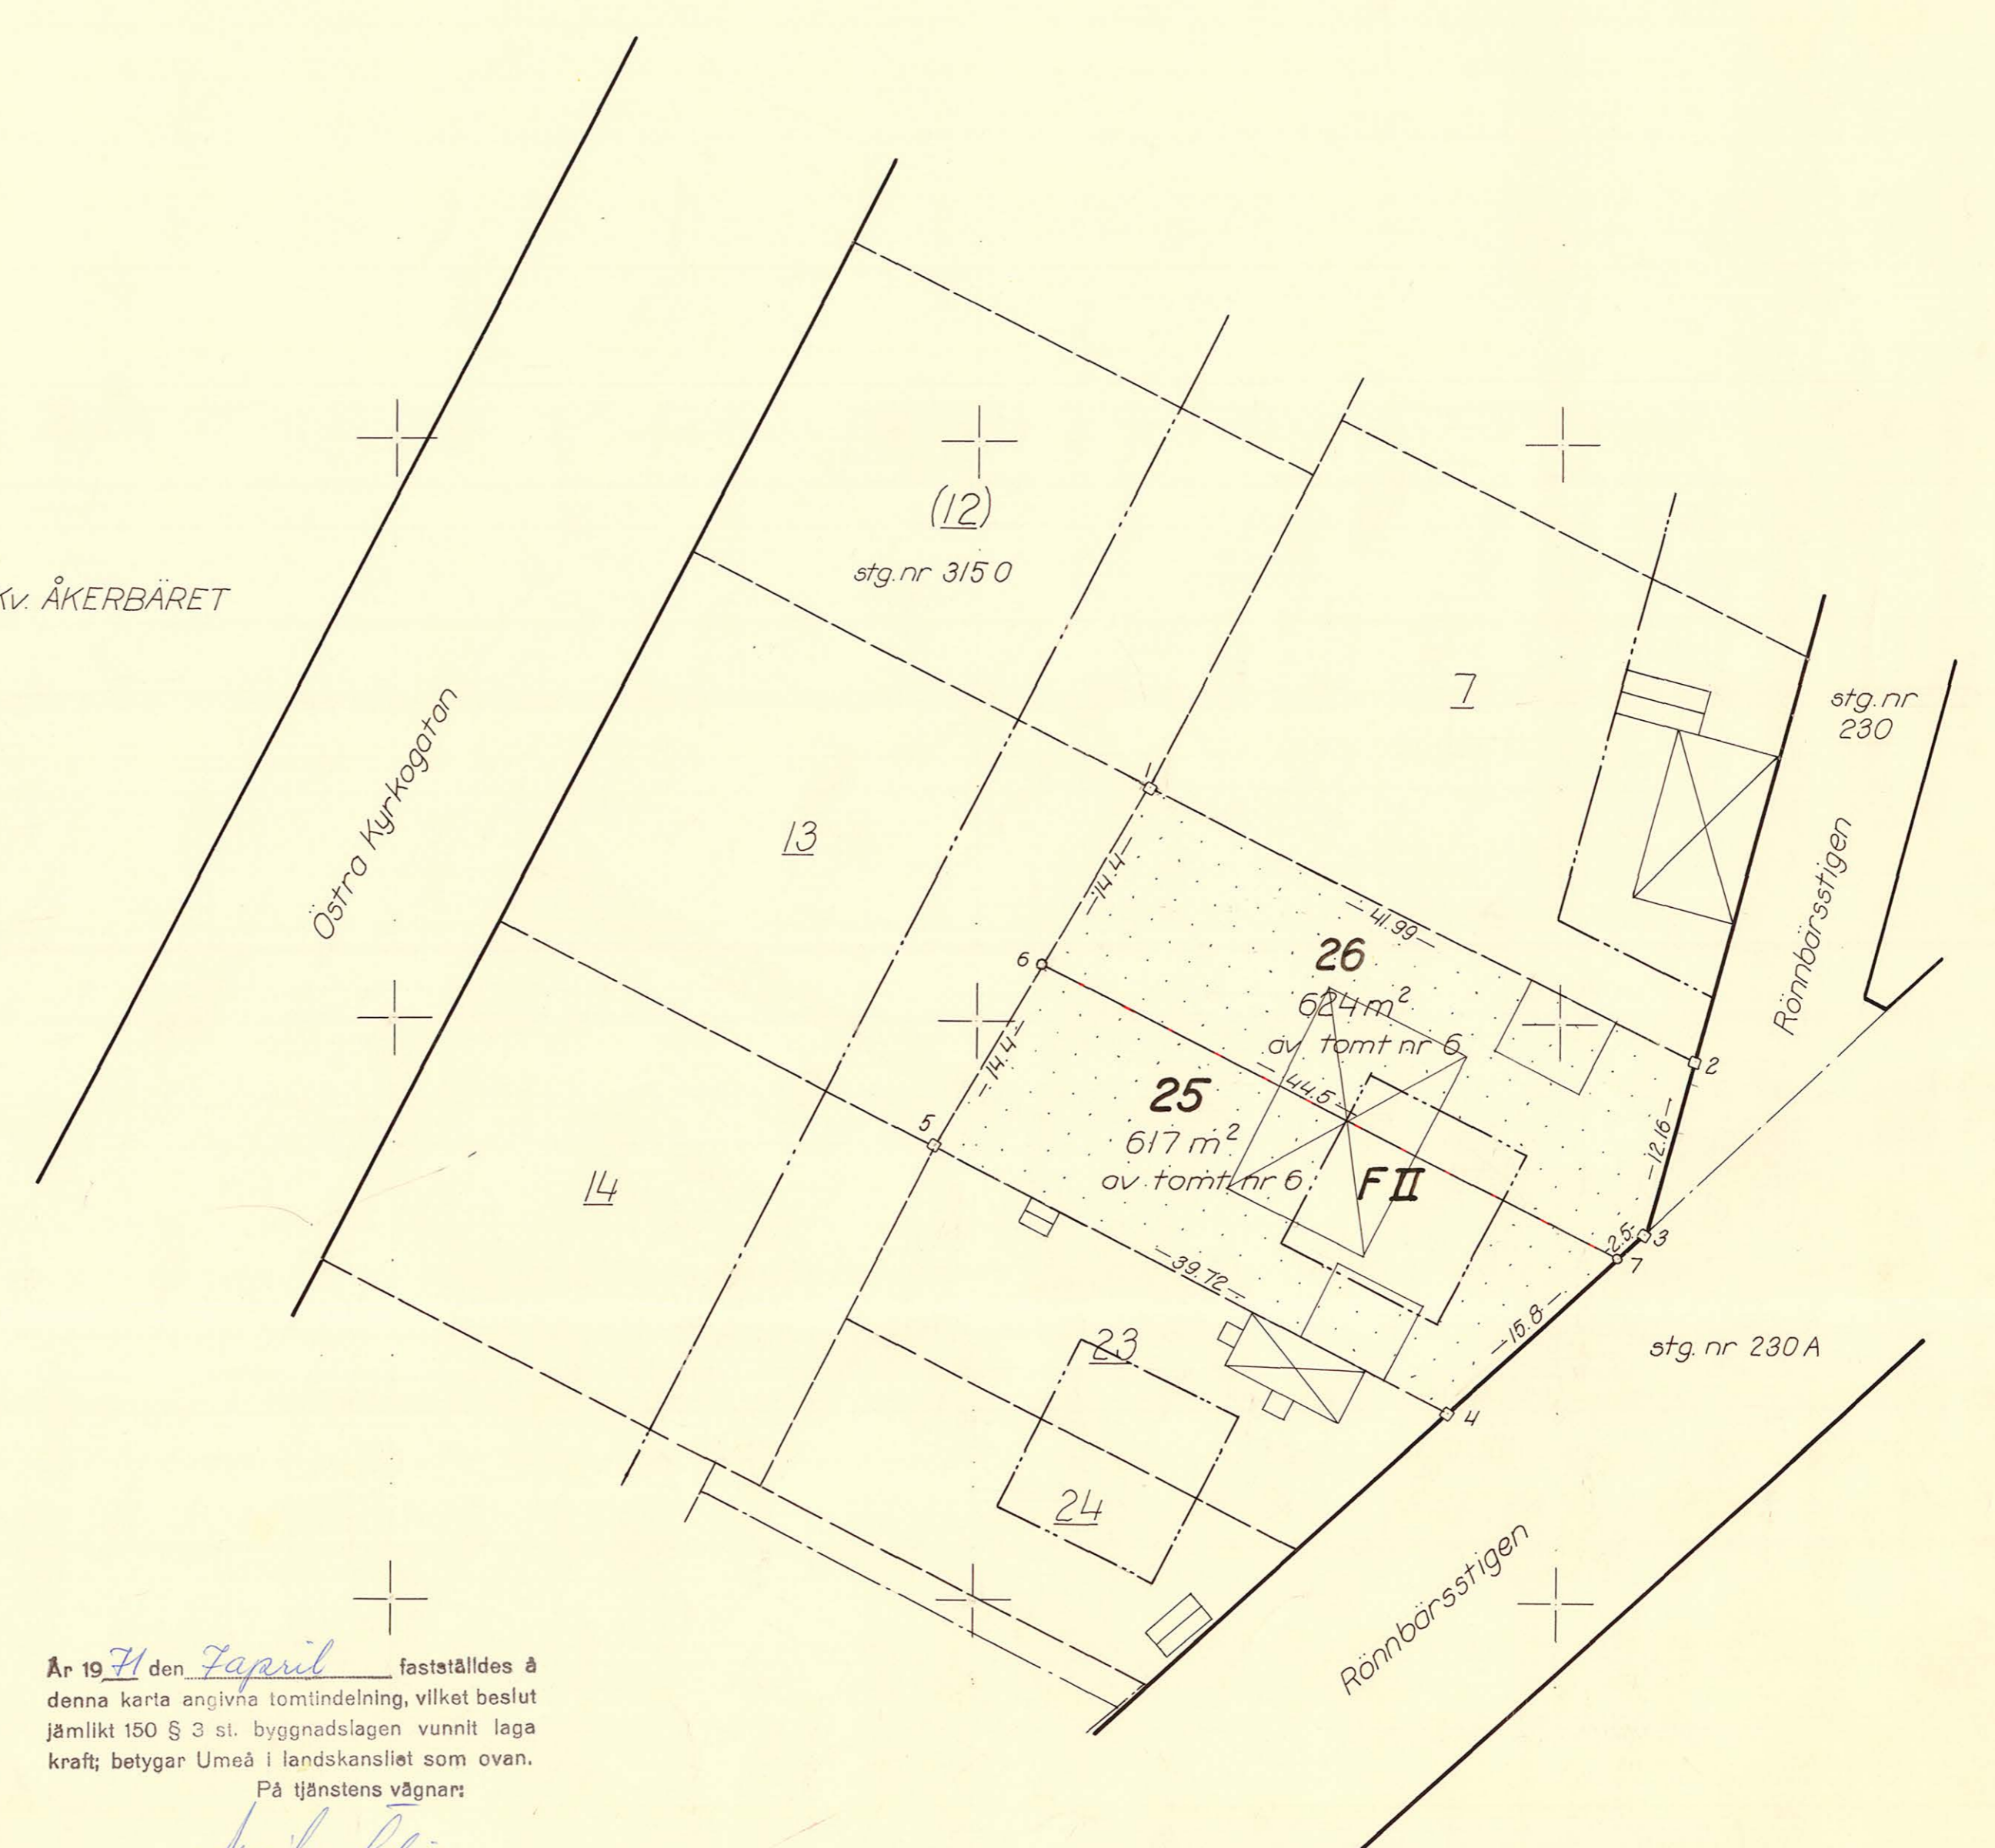 (12)
stg.nr 3150
Kv. ÅKERBÄRET
7
stg.nr
230
Östra Kyrkogatan
13
1
14.4
41.99
Rönnbärsstigen
26
624 m²
av tomt nr 6
6
44.5
14.4
2
25
617 m²
av tomt nr 6
5
12.16
14
F II
2.5
3
7
39.72
15.8
23
stg. nr 230 A
4
24
Rönnbärsstigen
År 1971 den 7 april fastställdes å
denna karta angivna tomtindelning, vilket beslut
jämlikt 150 § 3 st. byggnadslagen vunnit laga
kraft; betygar Umeå i landskansliet som ovan.
På tjänstens vägnar: